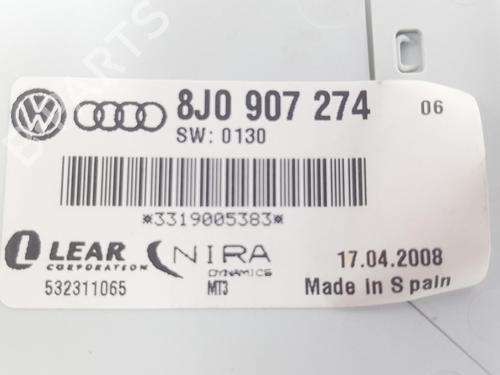 8J0 907 274 06
SW: 0130
*3319005383*
LEAR NIRA 17.04.2008
CORPORATION DYNAMICS
532311065 MT3 Made in Spain